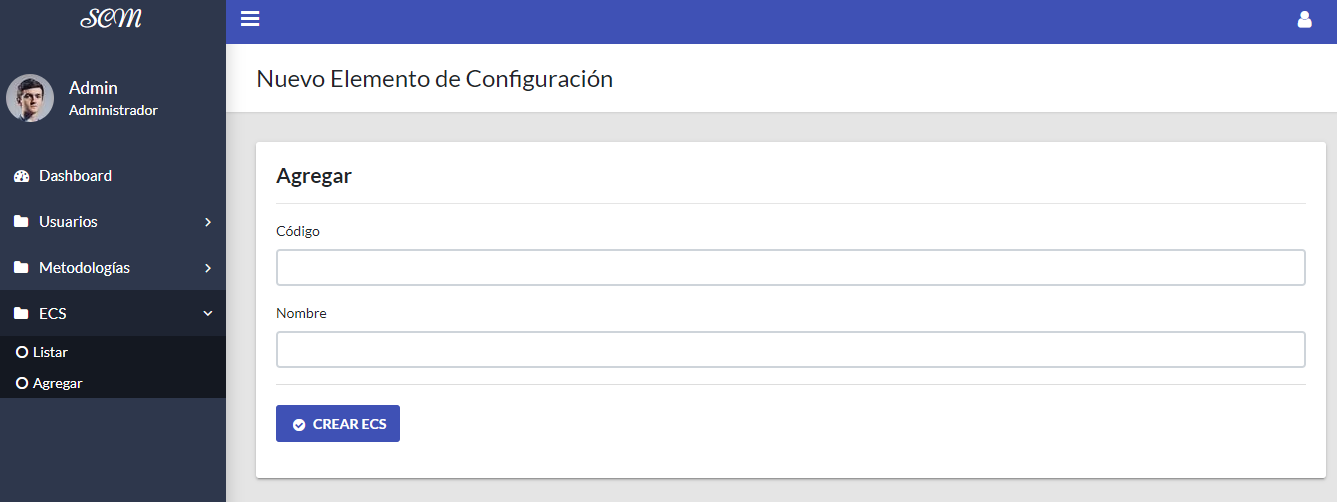 SCM
Admin
Administrador
Dashboard
Usuarios
Metodologías
ECS
Listar
Agregar
Nuevo Elemento de Configuración
Agregar
Código
Nombre
CREAR ECS